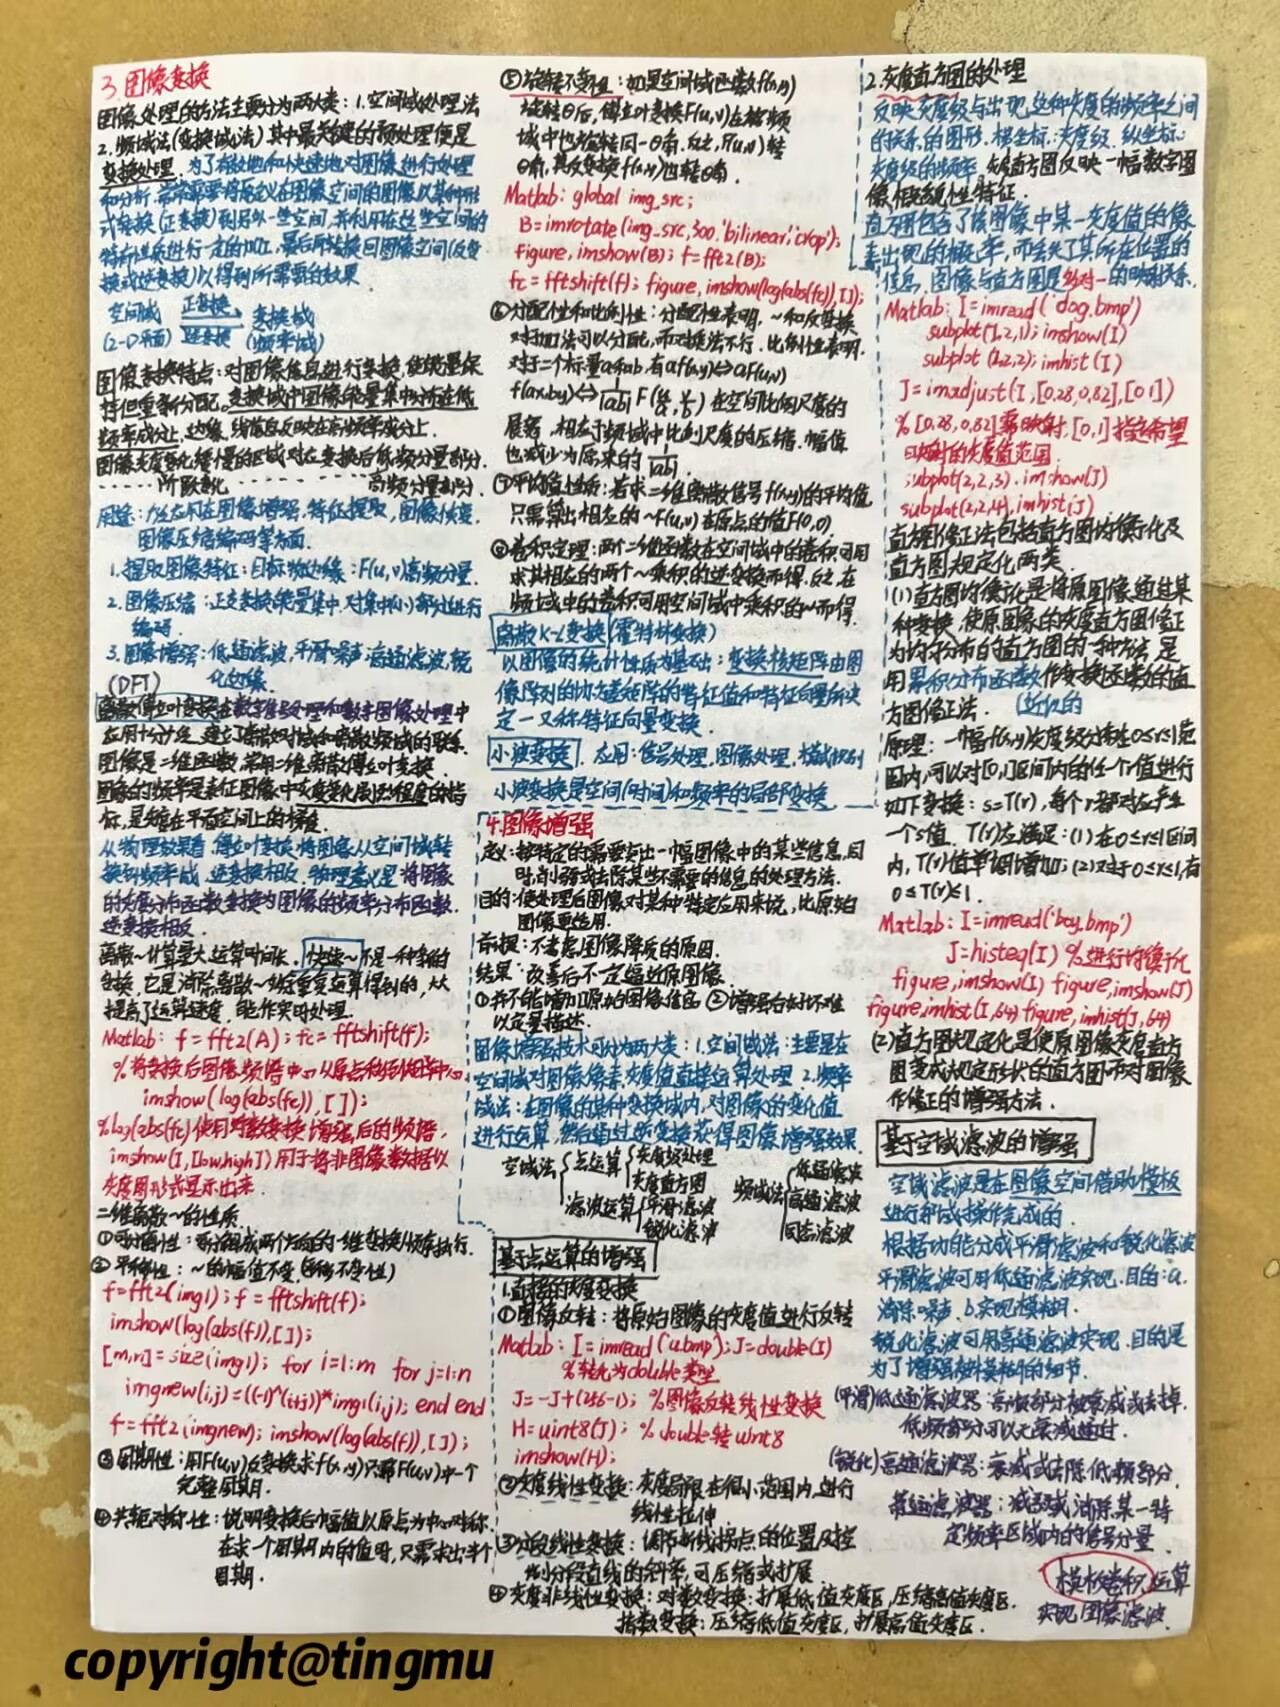 3.图像变换
图像处理的方法主要分为两大类：1.空间域处理法
2.频域法(变换域法)其中最关键的预处理便是
变换处理.为了有效地和快速地对图像进行处理
和分析,常常需要将原定义在图像空间的图像以某种形
式转换(正变换)到另外一些空间,并利用在这些空间的
特有性质进行一定的加工,最后再转换回图像空间(反变
换或逆变换)以得到所需要的效果
空间域 正变换 变换域
(2-D平面) 逆变换 (频率域)
图像变换特点：对图像信息进行变换,使能量保
持但重新分配.变换域中图像能量集中分布在低
频率成分上,边缘,线信息反映在高频率成分上.
图像灰度变化缓慢的区域对应变换后低频分量部分.
阶跃变化 高频分量部分.
用途：广泛应用在图像增强,特征提取,图像恢复,
图像压缩编码等方面.
1.提取图像特征：目标物边缘：F(u,v)高频分量.
2.图像压缩：正交变换能量集中,对集中(小)部分进行
编码.
3.图像增强：低通滤波,平滑噪声;高通滤波,锐
(DFT) 化边缘.
离散傅立叶变换在数字信号处理和数字图像处理中
应用十分广泛,建立了离散时域和离散频域的联系.
图像是二维函数,常用二维离散傅立叶变换.
图像的频率是表征图像中灰度变化剧烈程度的指
标,是灰度在平面空间上的梯度.
从物理效果看,傅立叶变换将图像从空间域转
换到频率域,逆变换相反.物理意义是将图像
的灰度分布函数变换为图像的频率分布函数.
逆变换相反.
离散~计算量大,运算时间长.快速~不是一种新的
变换,它是消除离散~中重复运算得到的,大大
提高了运算速度,能作实时处理.
Matlab: f=fft2(A); fc=fftshift(f);
%将变换后图像频谱中心从原点移到矩阵中心
imshow(log(abs(fc)),[]);
%log(abs(fc))使用对数变换增强后的频谱,
imshow(I,[low,high])用于将非图像数据以
灰度图形式显示出来.
二维离散~的性质
①可分离性：可分离成两个方向的一维变换顺序执行.
②平移性：~的幅值不变.(移不变性)
f=fft2(img1); f=fftshift(f);
imshow(log(abs(f)),[]);
[m,n]=size(img1); for i=1:m for j=1:n
imgnew(i,j)=((-1)^(i+j))*img1(i,j); end end
f=fft2(imgnew); imshow(log(abs(f)),[]);
③周期性：用F(u,v)反变换求f(x,y)只需F(u,v)中一个
完整周期.
④共轭对称性：说明变换后幅值以原点为中心对称.
在求一个周期内的值时,只需求出半个
周期.
⑤旋转不变性：如果空间域函数f(x,y)
旋转θ后,傅立叶变换F(u,v)在频
域中也旋转同一θ角.反之,F(u,v)转
θ角,其反变换f(x,y)也转θ角.
Matlab: global img_src;
B=imrotate(img_src,300,'bilinear','crop');
figure,imshow(B); f=fft2(B);
fc=fftshift(f); figure,imshow(log(abs(fc)),[]);
⑥分配性和比例性：分配性表明,~和反变换
对加法可以分配,而对乘法不行.比例性表明,
对于二个标量a和b,有af(x,y)⇔aF(u,v)
f(ax,by)⇔1/|ab| F(u/a,v/b) 在空间比例尺度的
展宽,相应于频域中比例尺度的压缩,幅值
也减少为原来的1/|ab|
⑦平均值性质：若求二维离散信号f(x,y)的平均值,
只需算出相应的~F(u,v)在原点的值F(0,0)
⑧卷积定理：两个二维函数在空间域中的卷积可用
求其相应的两个~乘积的逆变换而得.反之,在
频域中的卷积可用空间域中乘积的~而得.
离散K-L变换(霍特林变换)
以图像的统计性质为基础：变换核矩阵由图
像阵列的协方差矩阵的特征值和特征向量所决
定-又称特征向量变换.
小波变换.应用：信号处理,图像处理,模式识别
小波变换是空间(时间)和频率的局部变换
4.图像增强
定义：按特定的需要突出一幅图像中的某些信息,同
时,削弱或去除某些不需要的信息的处理方法.
目的：使处理后图像,对某种特定应用来说,比原始
图像更适用.
前提：不考虑图像降质的原因.
结果：改善后不一定逼近原图像.
①并不能增加原始图像信息②增强后好坏难
以定量描述.
图像增强技术可分为两大类：1.空间域法：主要是在
空间域对图像像素灰度值直接运算处理 2.频率
域法：在图像的某种变换域内,对图像的变化值
进行运算,然后通过逆变换获得图像增强效果.
空域法 点运算 灰度级处理 灰度直方图
滤波运算 平滑滤波 锐化滤波
频域法 低通滤波 高通滤波 同态滤波
基于点运算的增强
1.直接的灰度变换
①图像反转：将原始图像的灰度值进行反转
Matlab: I=imread('a.bmp'); J=double(I)
%转化为double类型
J=-J+(256-1); %图像反转线性变换
H=uint8(J); %double转uint8
imshow(H);
②灰度线性变换：灰度局限在很小范围内,进行
线性拉伸
③分段线性变换：调节折线拐点的位置及控
制分段直线的斜率,可压缩或扩展.
④灰度非线性变换：对数变换：扩展低值灰度区,压缩高值灰度区.
指数变换：压缩低值灰度区,扩展高值灰度区.
2.灰度直方图的处理
反映灰度级与出现这种灰度的频率之间
的关系的图形.横坐标：灰度级.纵坐标：
灰度级的频率.灰度直方图反映一幅数字图
像概貌性特征.
直方图包含了该图像中某一灰度值的像
素出现的概率,而丢失了其所在位置的
信息.图像与直方图是多对一的映射关系.
Matlab: I=imread('dog.bmp')
subplot(1,2,1); imshow(I)
subplot(1,2,2); imhist(I)
J=imadjust(I,[0.28,0.82],[0 1])
%[0.28,0.82]需映射.[0,1]指定希望
映射的灰度值范围.
subplot(2,2,3).imshow(J)
subplot(2,2,4),imhist(J)
直方图修正法包括直方图均衡化及
直方图规定化两类.
(1)直方图均衡化是将原图像通过某
种变换,使原图像的灰度直方图修正
为均匀分布的直方图的一种方法,是
用累积分布函数作变换函数的直
方图修正法. (近似的
原理：一幅f(x,y)灰度级分布在0≤r≤1范
围内,可以对[0,1]区间内的任一个r值进行
如下变换：s=T(r),每个r都对应产生
一个s值.T(r)应满足：(1)在0≤r≤1区间
内,T(r)值单调增加;(2)对于0≤r≤1,有
0≤T(r)≤1.
Matlab: I=imread('boy.bmp')
J=histeq(I) %进行均衡化
figure,imshow(I) figure,imshow(J)
figure,imhist(I,64) figure,imhist(J,64)
(2)直方图规定化是使原图像灰度直方
图变成规定形状的直方图而对图像
作修正的增强方法.
基于空域滤波的增强
空域滤波是在图像空间借助模板
进行邻域操作完成的.
根据功能分成平滑滤波和锐化滤波
平滑滤波可用低通滤波实现.目的：a.
消除噪声 b.实现模糊.
锐化滤波可用高通滤波实现.目的是
为了增强被模糊的细节.
(平滑)低通滤波器：高频部分被衰减或去掉.
低频部分可以无衰减通过.
(锐化)高通滤波器：衰减或去除低频部分.
带通滤波器：减弱或消除某一特
定频率区域内的信号分量
模板卷积运算
实现图像滤波.
copyright@tingmu